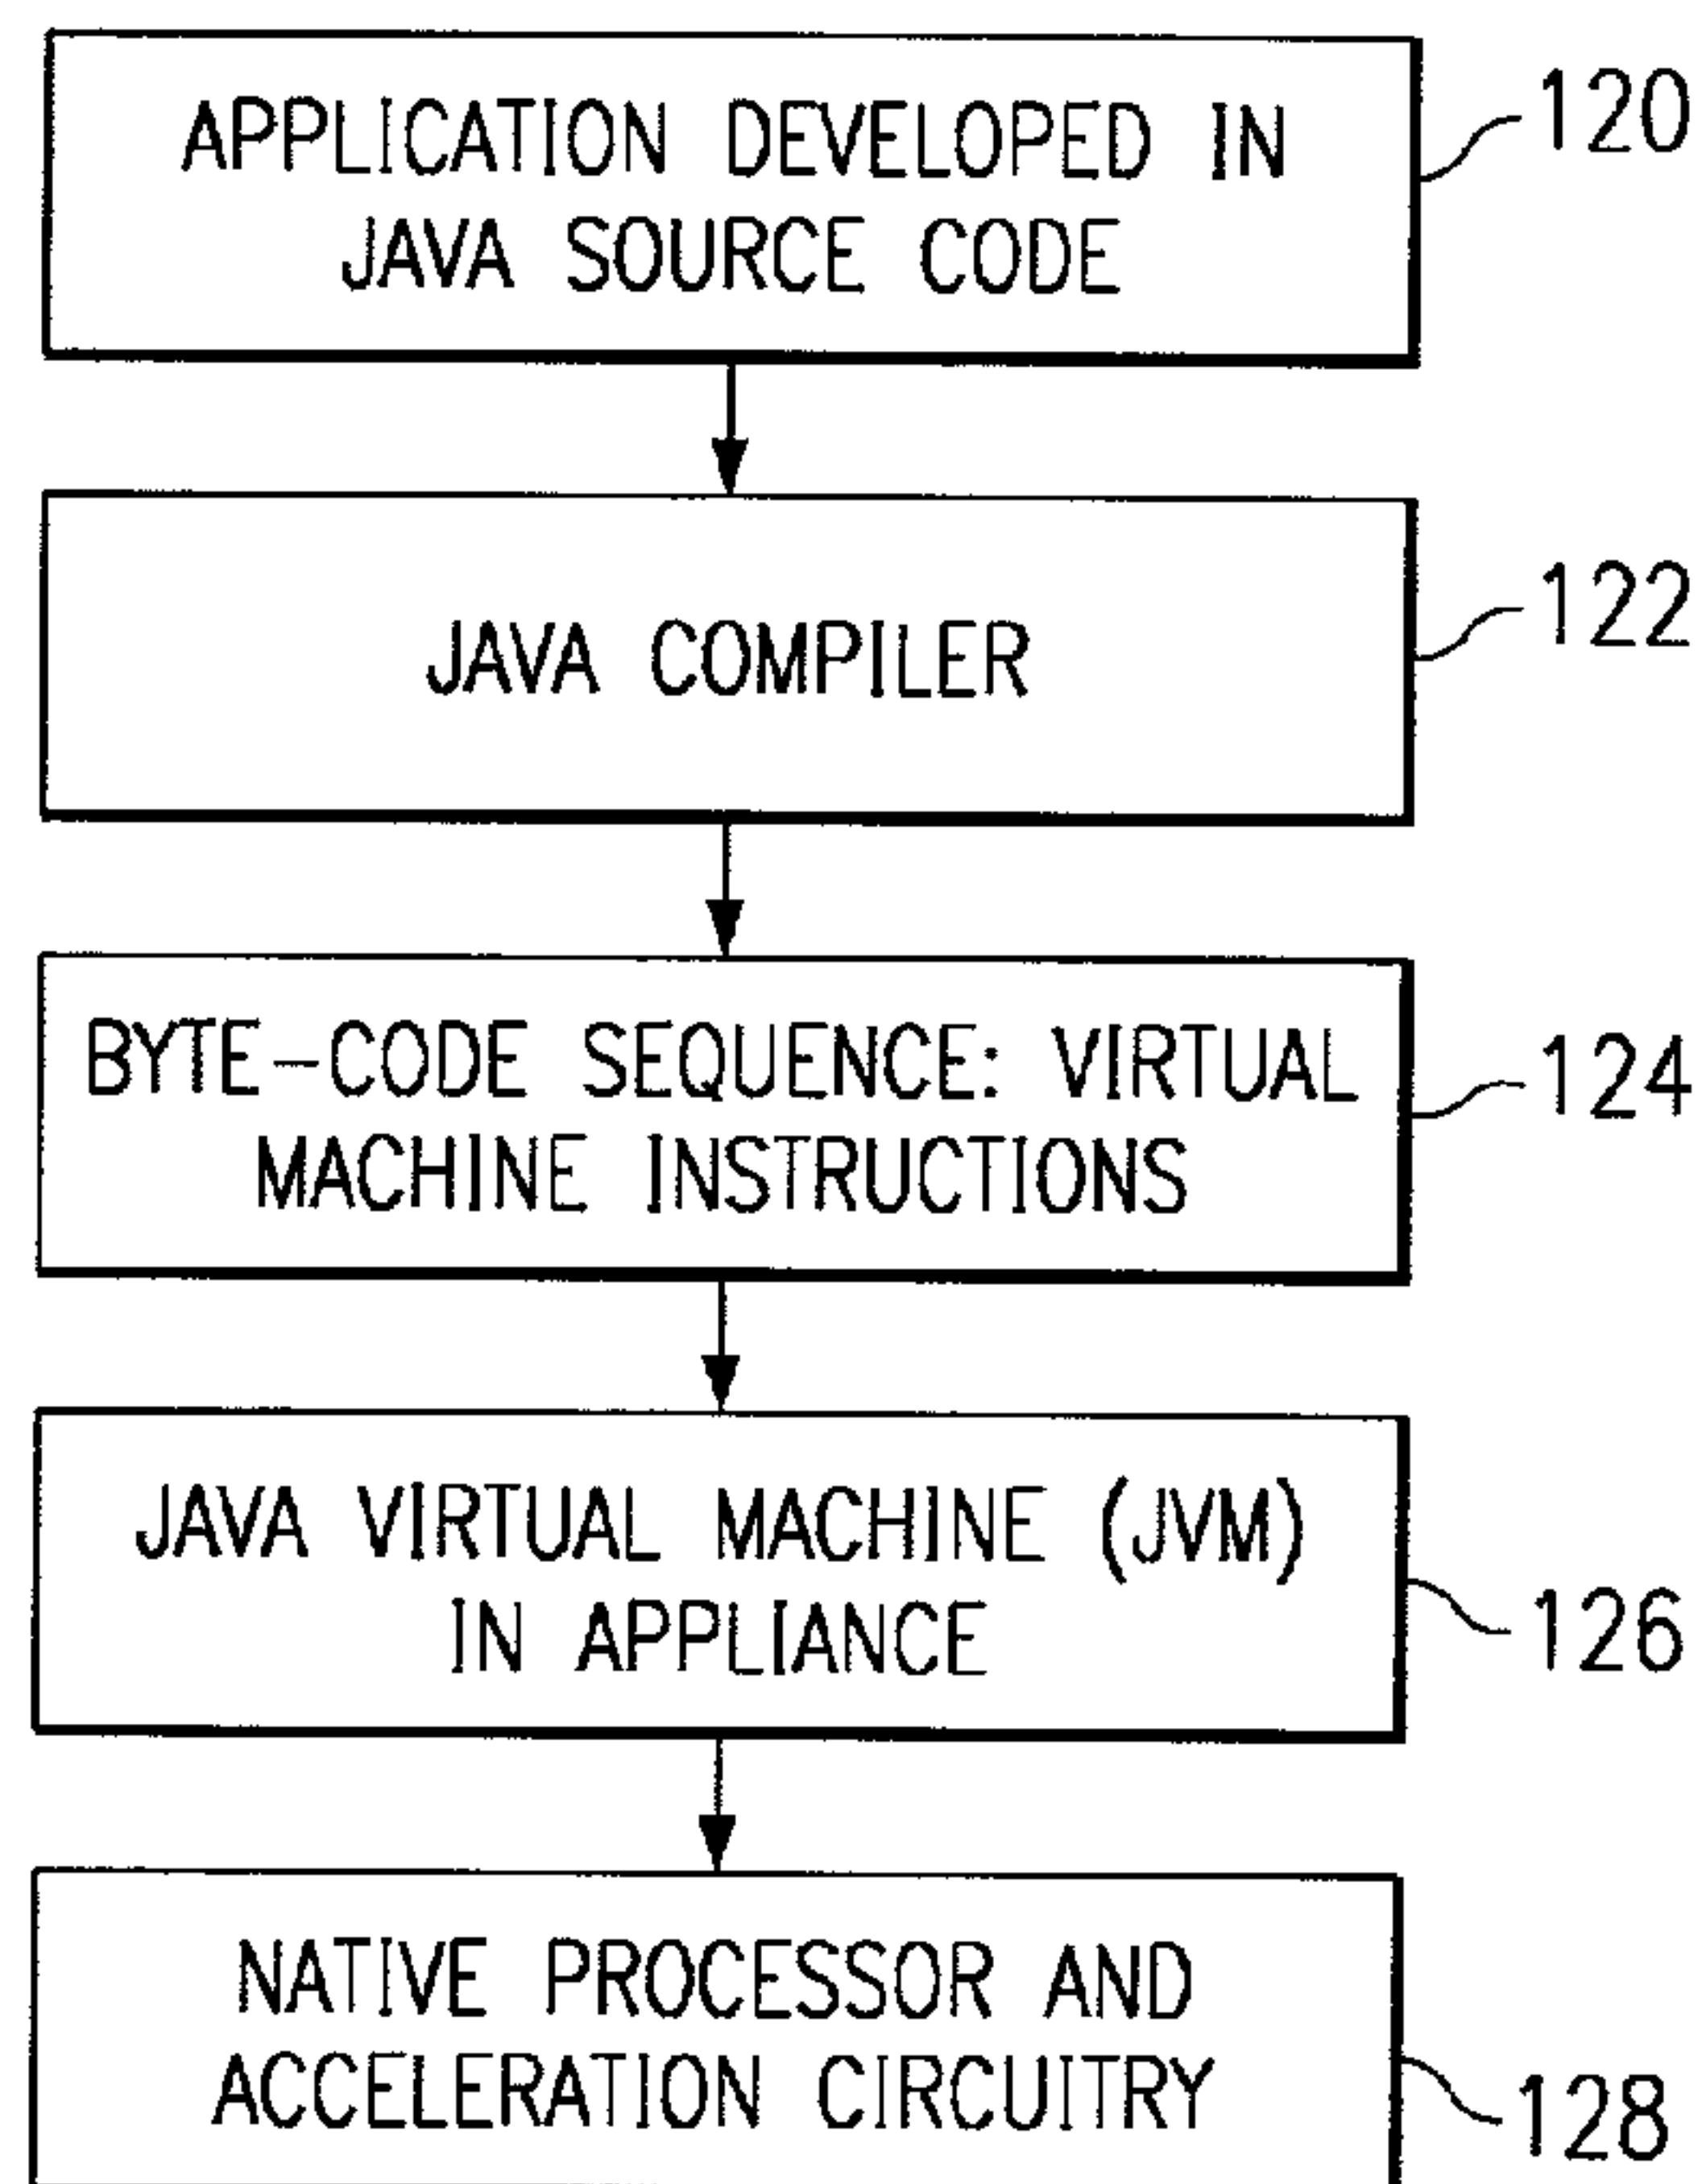 APPLICATION DEVELOPED IN
JAVA SOURCE CODE
120
JAVA COMPILER
122
BYTE-CODE SEQUENCE: VIRTUAL
MACHINE INSTRUCTIONS
124
JAVA VIRTUAL MACHINE (JVM)
IN APPLIANCE
126
NATIVE PROCESSOR AND
ACCELERATION CIRCUITRY
128